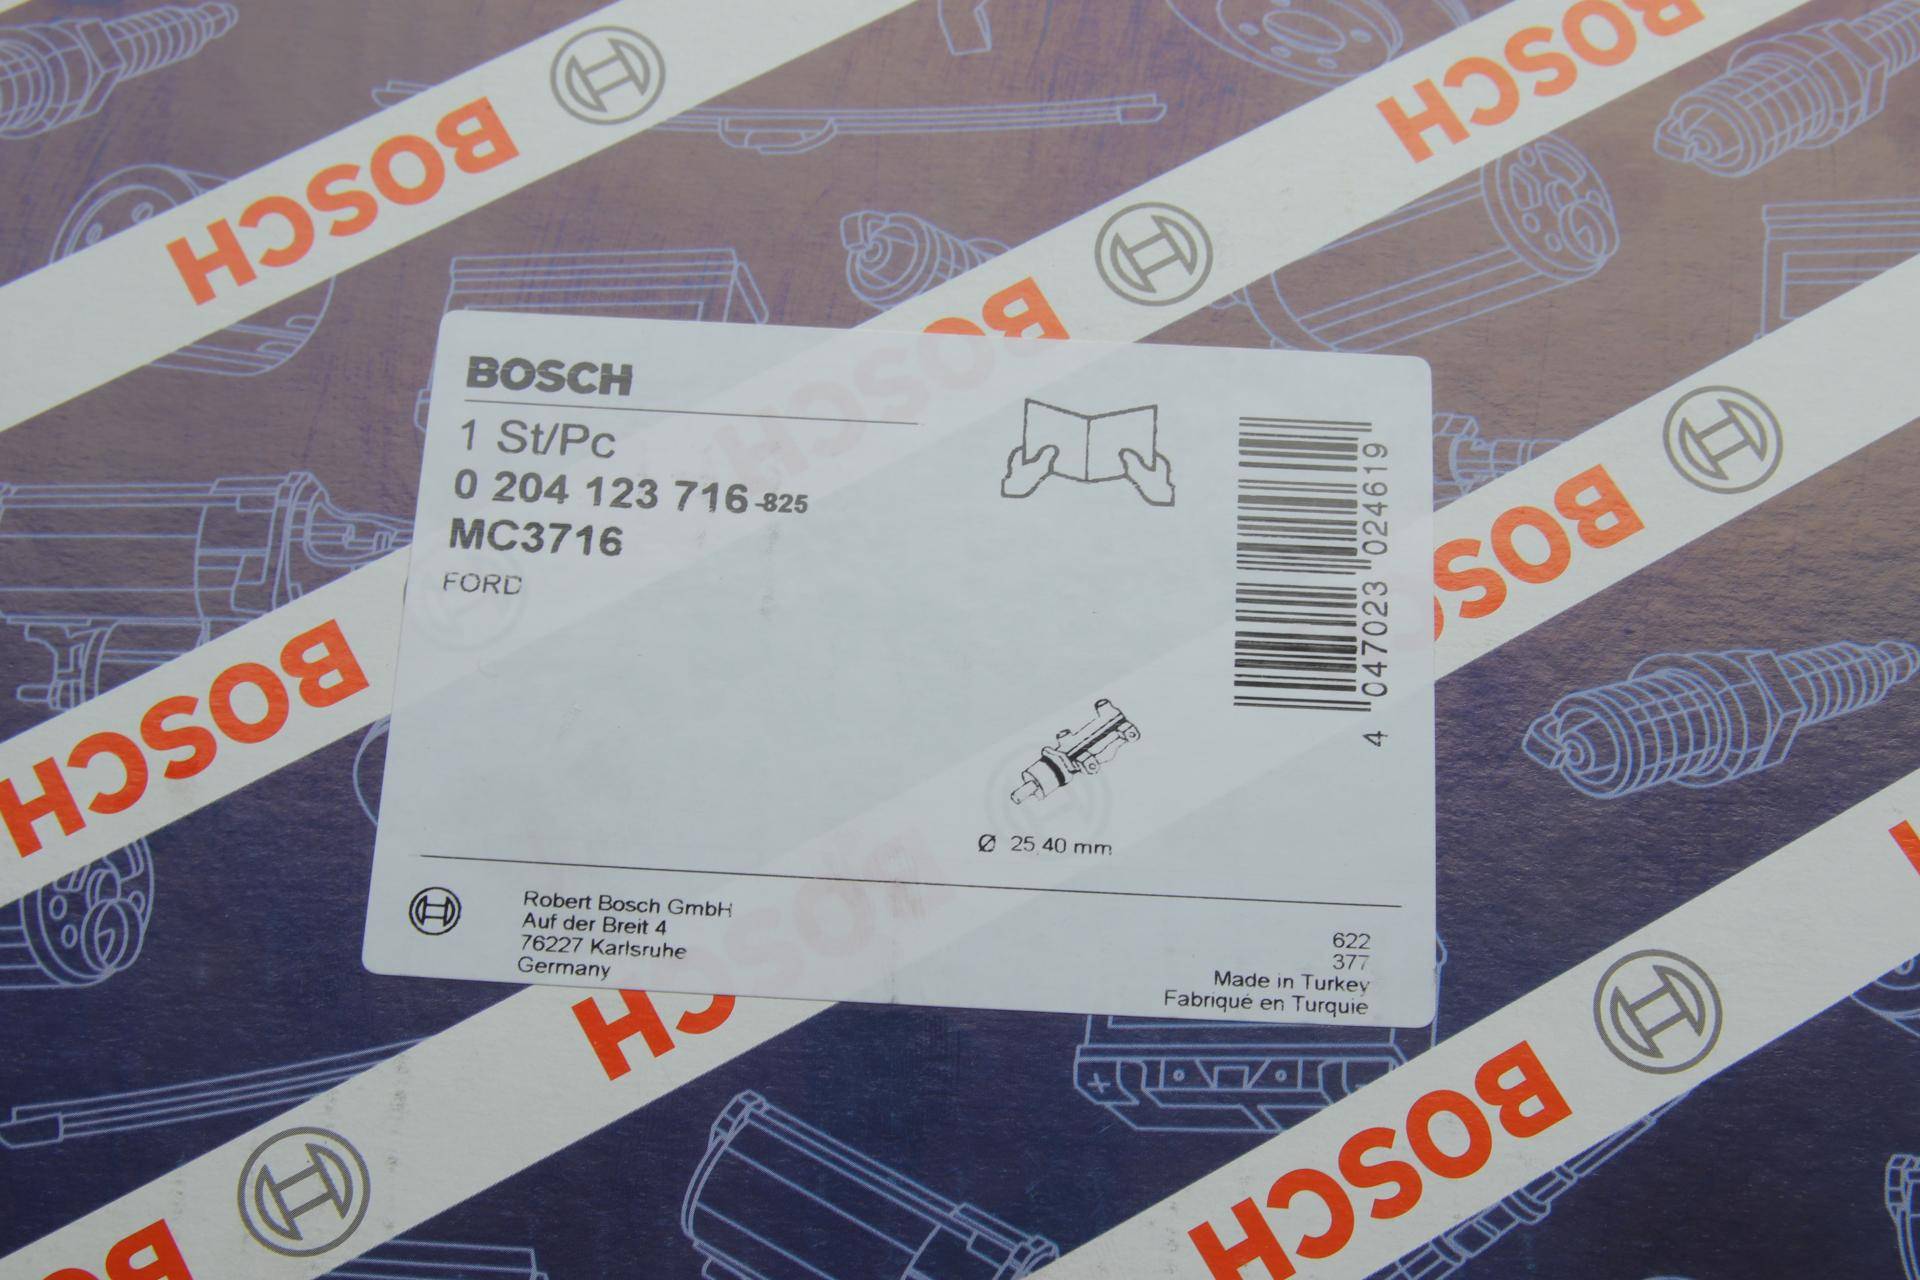 BOSCH
BOSCH
BOSCH
BOSCH
BOSCH
BOSCH
1 St/Pc
0 204 123 716-825
MC3716
FORD
4 047023 024619
Ø 25,40 mm
Robert Bosch GmbH
Auf der Breit 4
76227 Karlsruhe
Germany
622
377
Made in Turkey
Fabriqué en Turquie
BOSCH
BOSCH